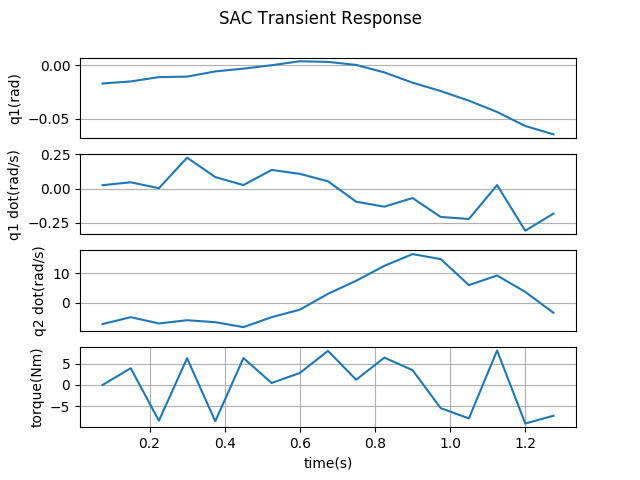 SAC Transient Response
q1(rad)
0.00
−0.05
q1 dot(rad/s)
0.25
0.00
−0.25
q2 dot(rad/s)
10
0
torque(Nm)
5
0
−5
0.2 0.4 0.6 0.8 1.0 1.2
time(s)